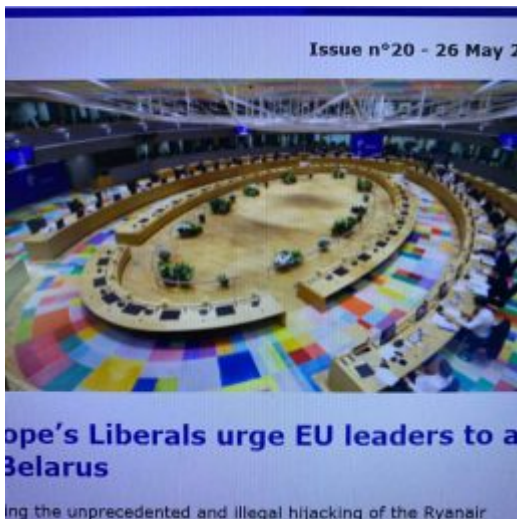 Issue n°20 - 26 May 2
ope's Liberals urge EU leaders to a
Belarus
ing the unprecedented and illegal hijacking of the Ryanair